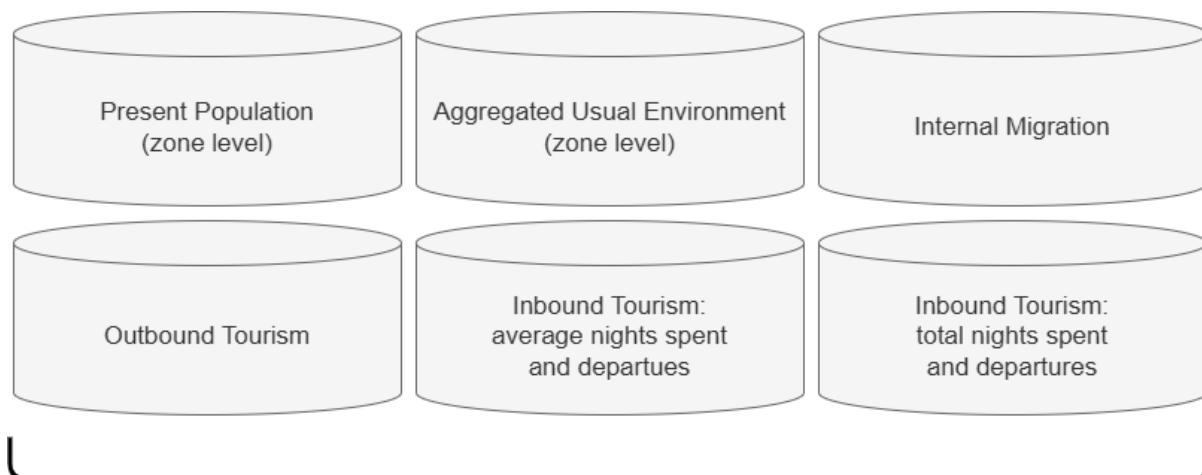 Present Population
(zone level)
Aggregated Usual Environment
(zone level)
Internal Migration
Outbound Tourism
Inbound Tourism:
average nights spent
and departues
Inbound Tourism:
total nights spent
and departures